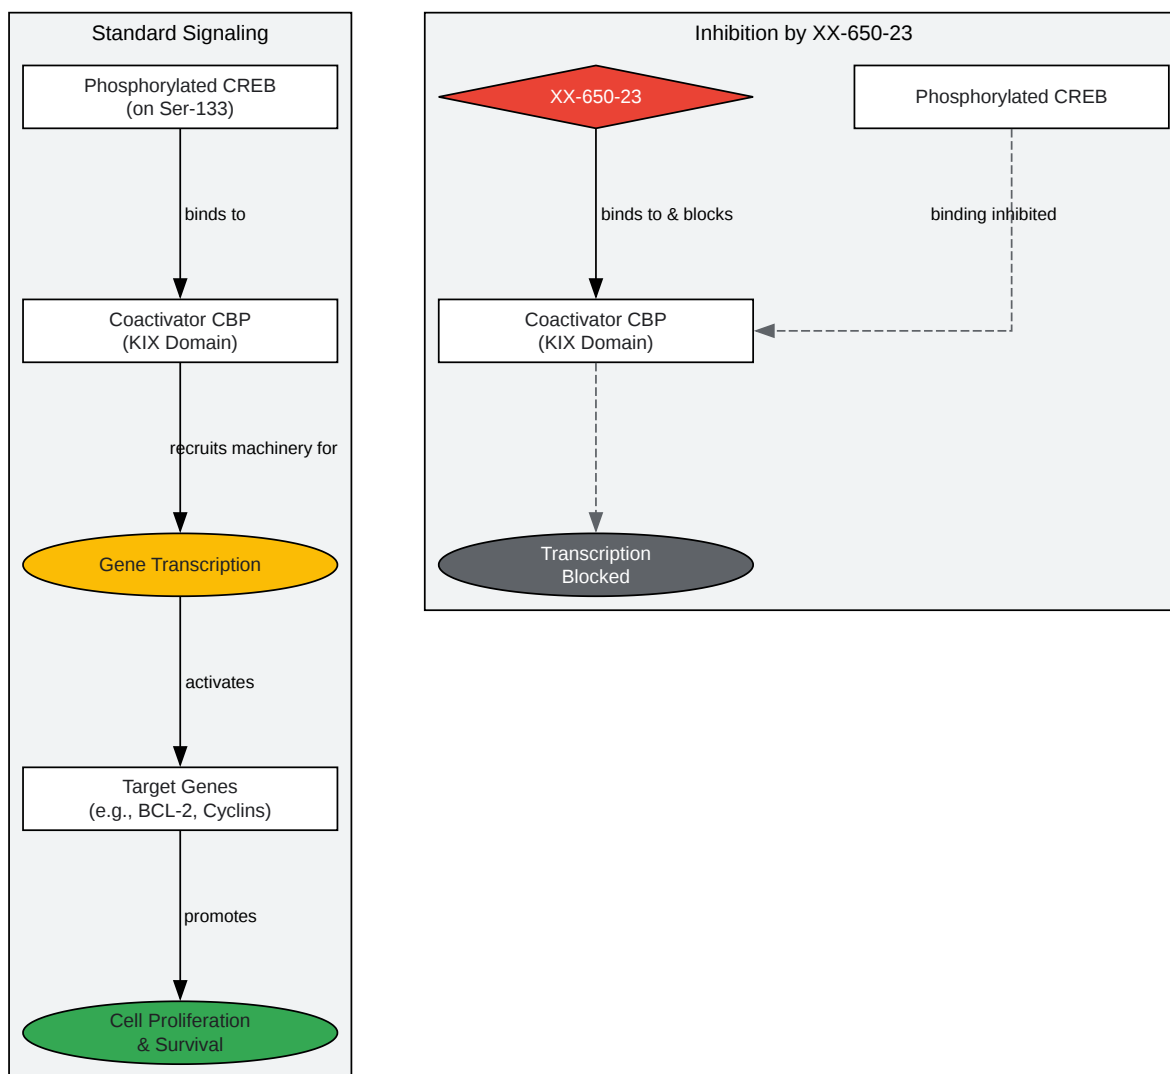 Standard Signaling
Phosphorylated CREB
(on Ser-133)
binds to
Coactivator CBP
(KIX Domain)
recruits machinery for
Gene Transcription
activates
Target Genes
(e.g., BCL-2, Cyclins)
promotes
Cell Proliferation
& Survival
Inhibition by XX-650-23
XX-650-23
Phosphorylated CREB
binds to & blocks
binding inhibited
Coactivator CBP
(KIX Domain)
Transcription
Blocked